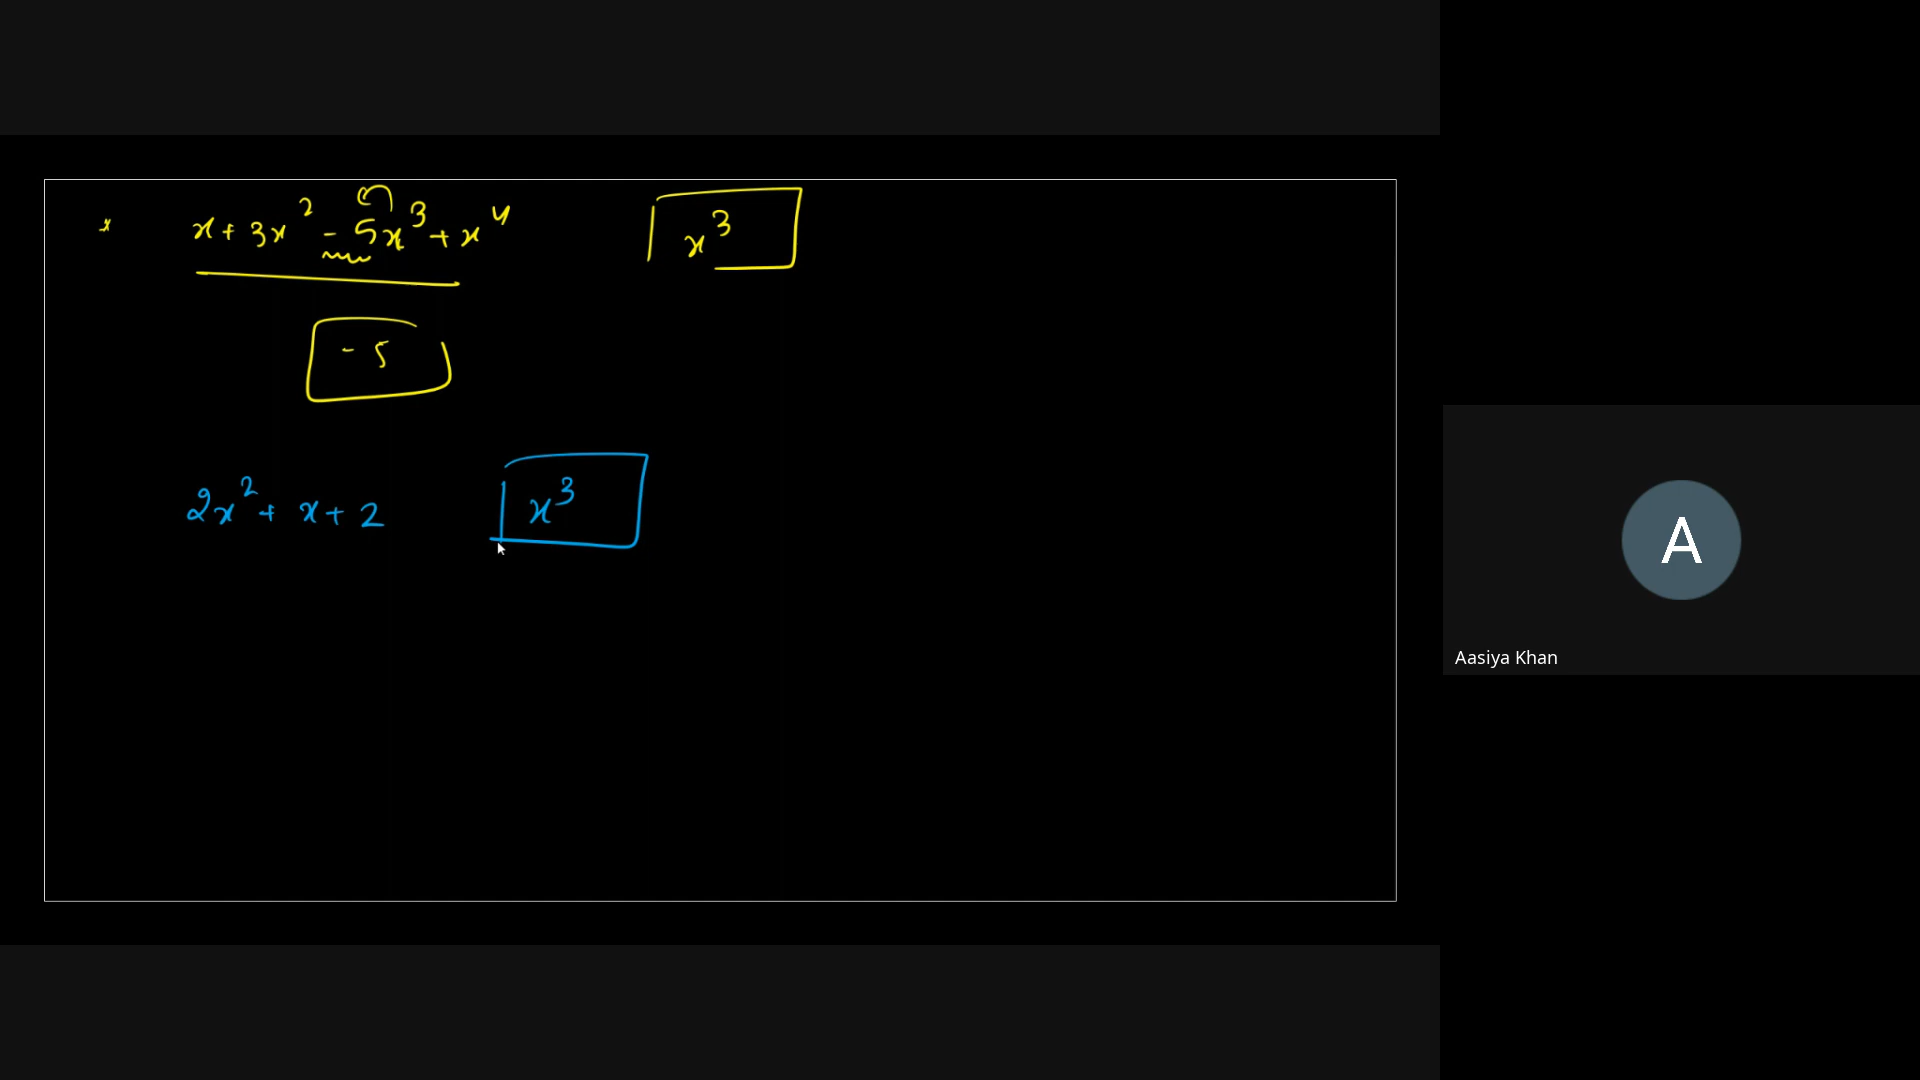 * x + 3x² - 5x³ + x⁴ x³
- 5
2x² + x + 2 x³
A
Aasiya Khan